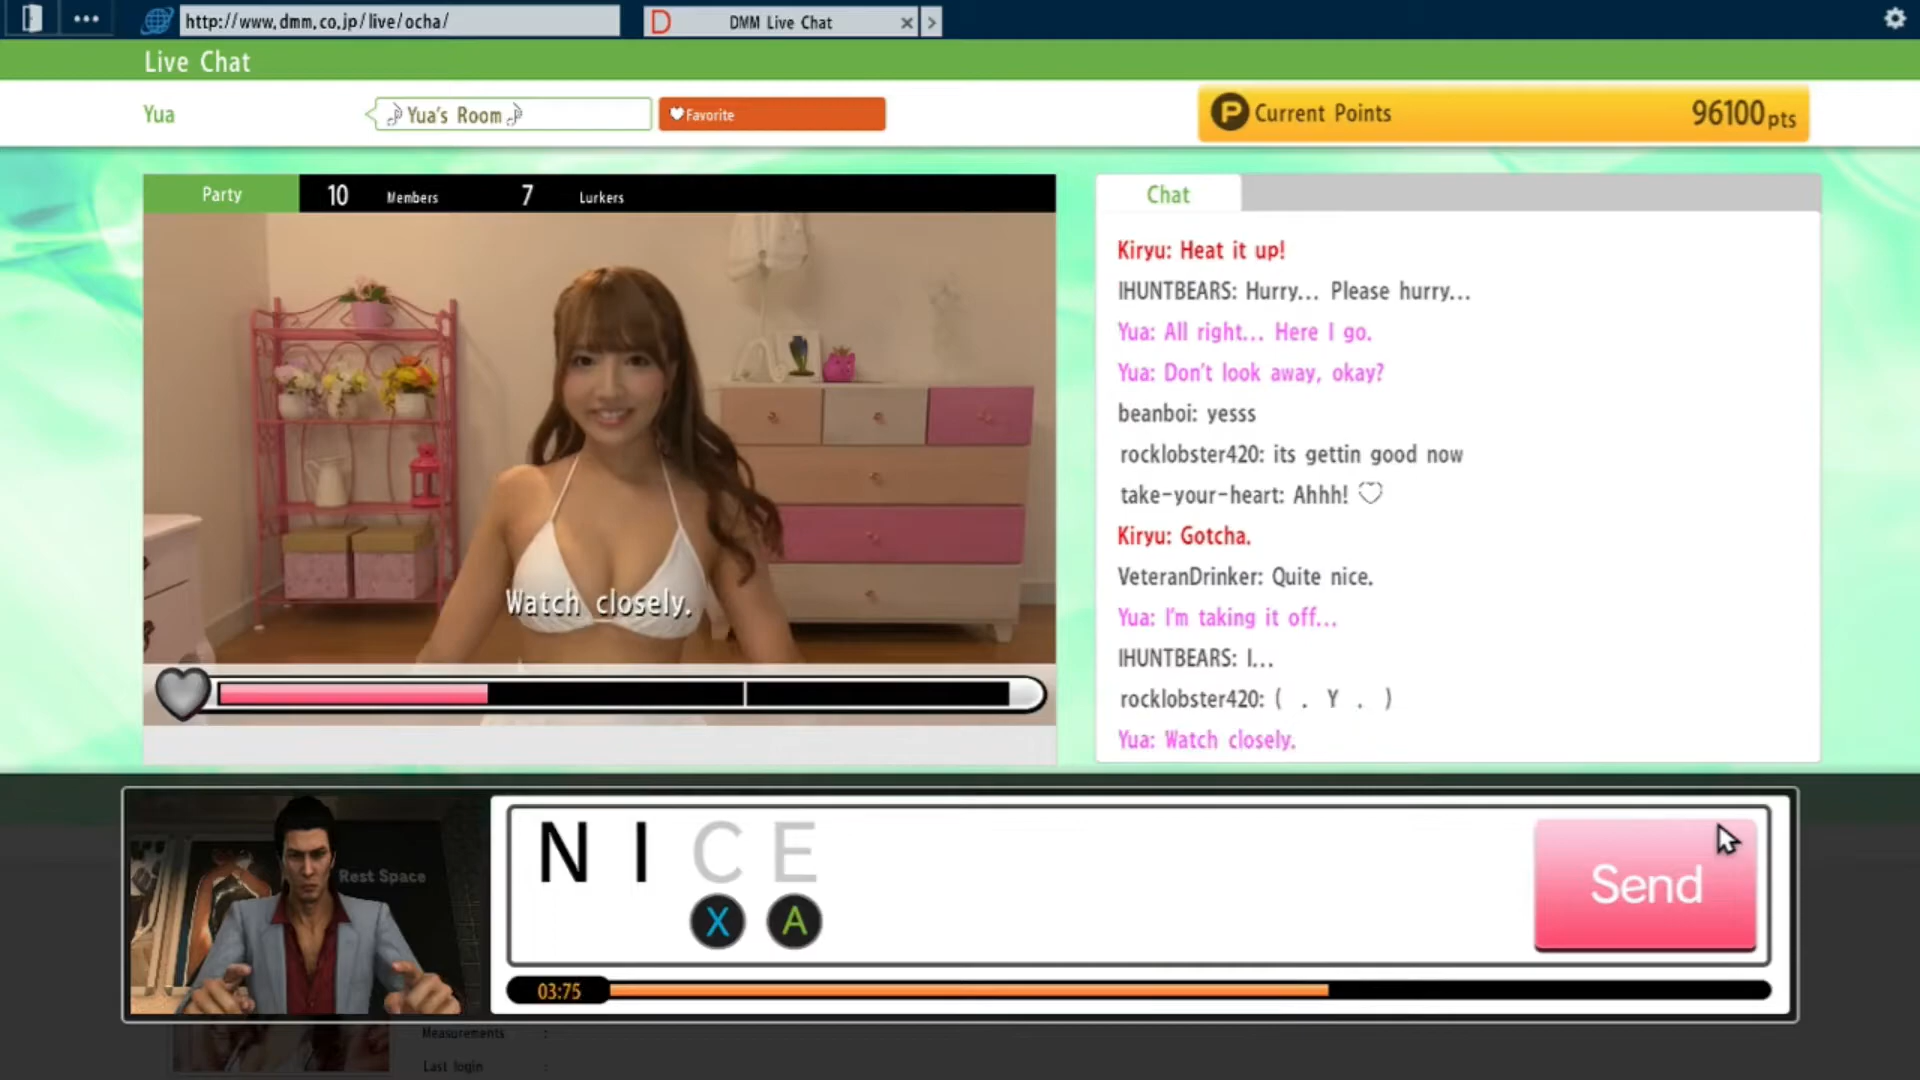 http://www.dmm.co.jp/live/ocha/
D DMM Live Chat
Live Chat
Yua
Yua's Room
Favorite
P Current Points 96100pts
Party 10 Members 7 Lurkers
Watch closely.
Chat
Kiryu: Heat it up!
IHUNTBEARS: Hurry... Please hurry...
Yua: All right... Here I go.
Yua: Don't look away, okay?
beanboi: yesss
rocklobster420: its gettin good now
take-your-heart: Ahhh! ♡
Kiryu: Gotcha.
VeteranDrinker: Quite nice.
Yua: I'm taking it off...
IHUNTBEARS: I...
rocklobster420: ( . Y . )
Yua: Watch closely.
Rest Space
NICE
X A
Send
03:75
Measurements :
Last login :